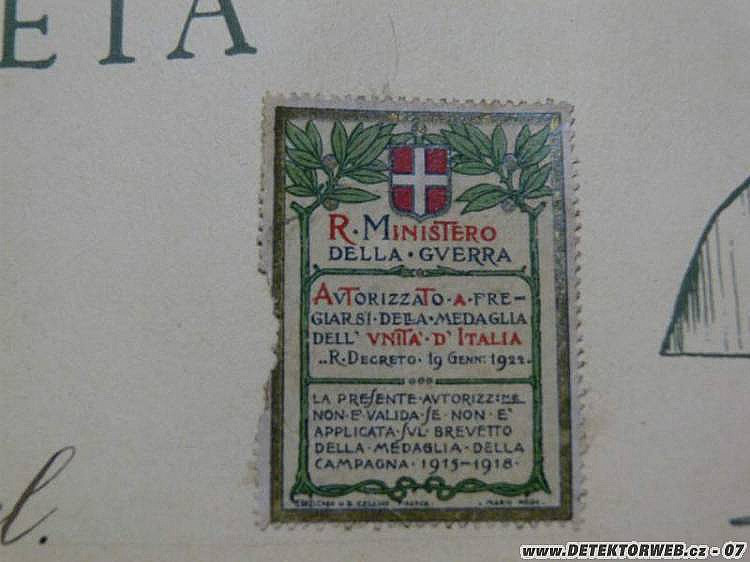 ETA
R·MINISTERO
DELLA·GVERRA
AVTORIZZATO·A·FRE-
GIARSI·DELLA·MEDAGLIA
DELL' VNITA'·D'ITALIA
..R·DECRETO·19 GENN: 1922·
LA PRESENTE·AVTORIZZ:NE
NON·E'VALIDA·SE·NON·E'
APPLICATA·SVL·BREVETTO
DELLA·MEDAGLIA·DELLA
CAMPAGNA·1915-1918·
l.
www.DETEKTORWEB.cz - 07